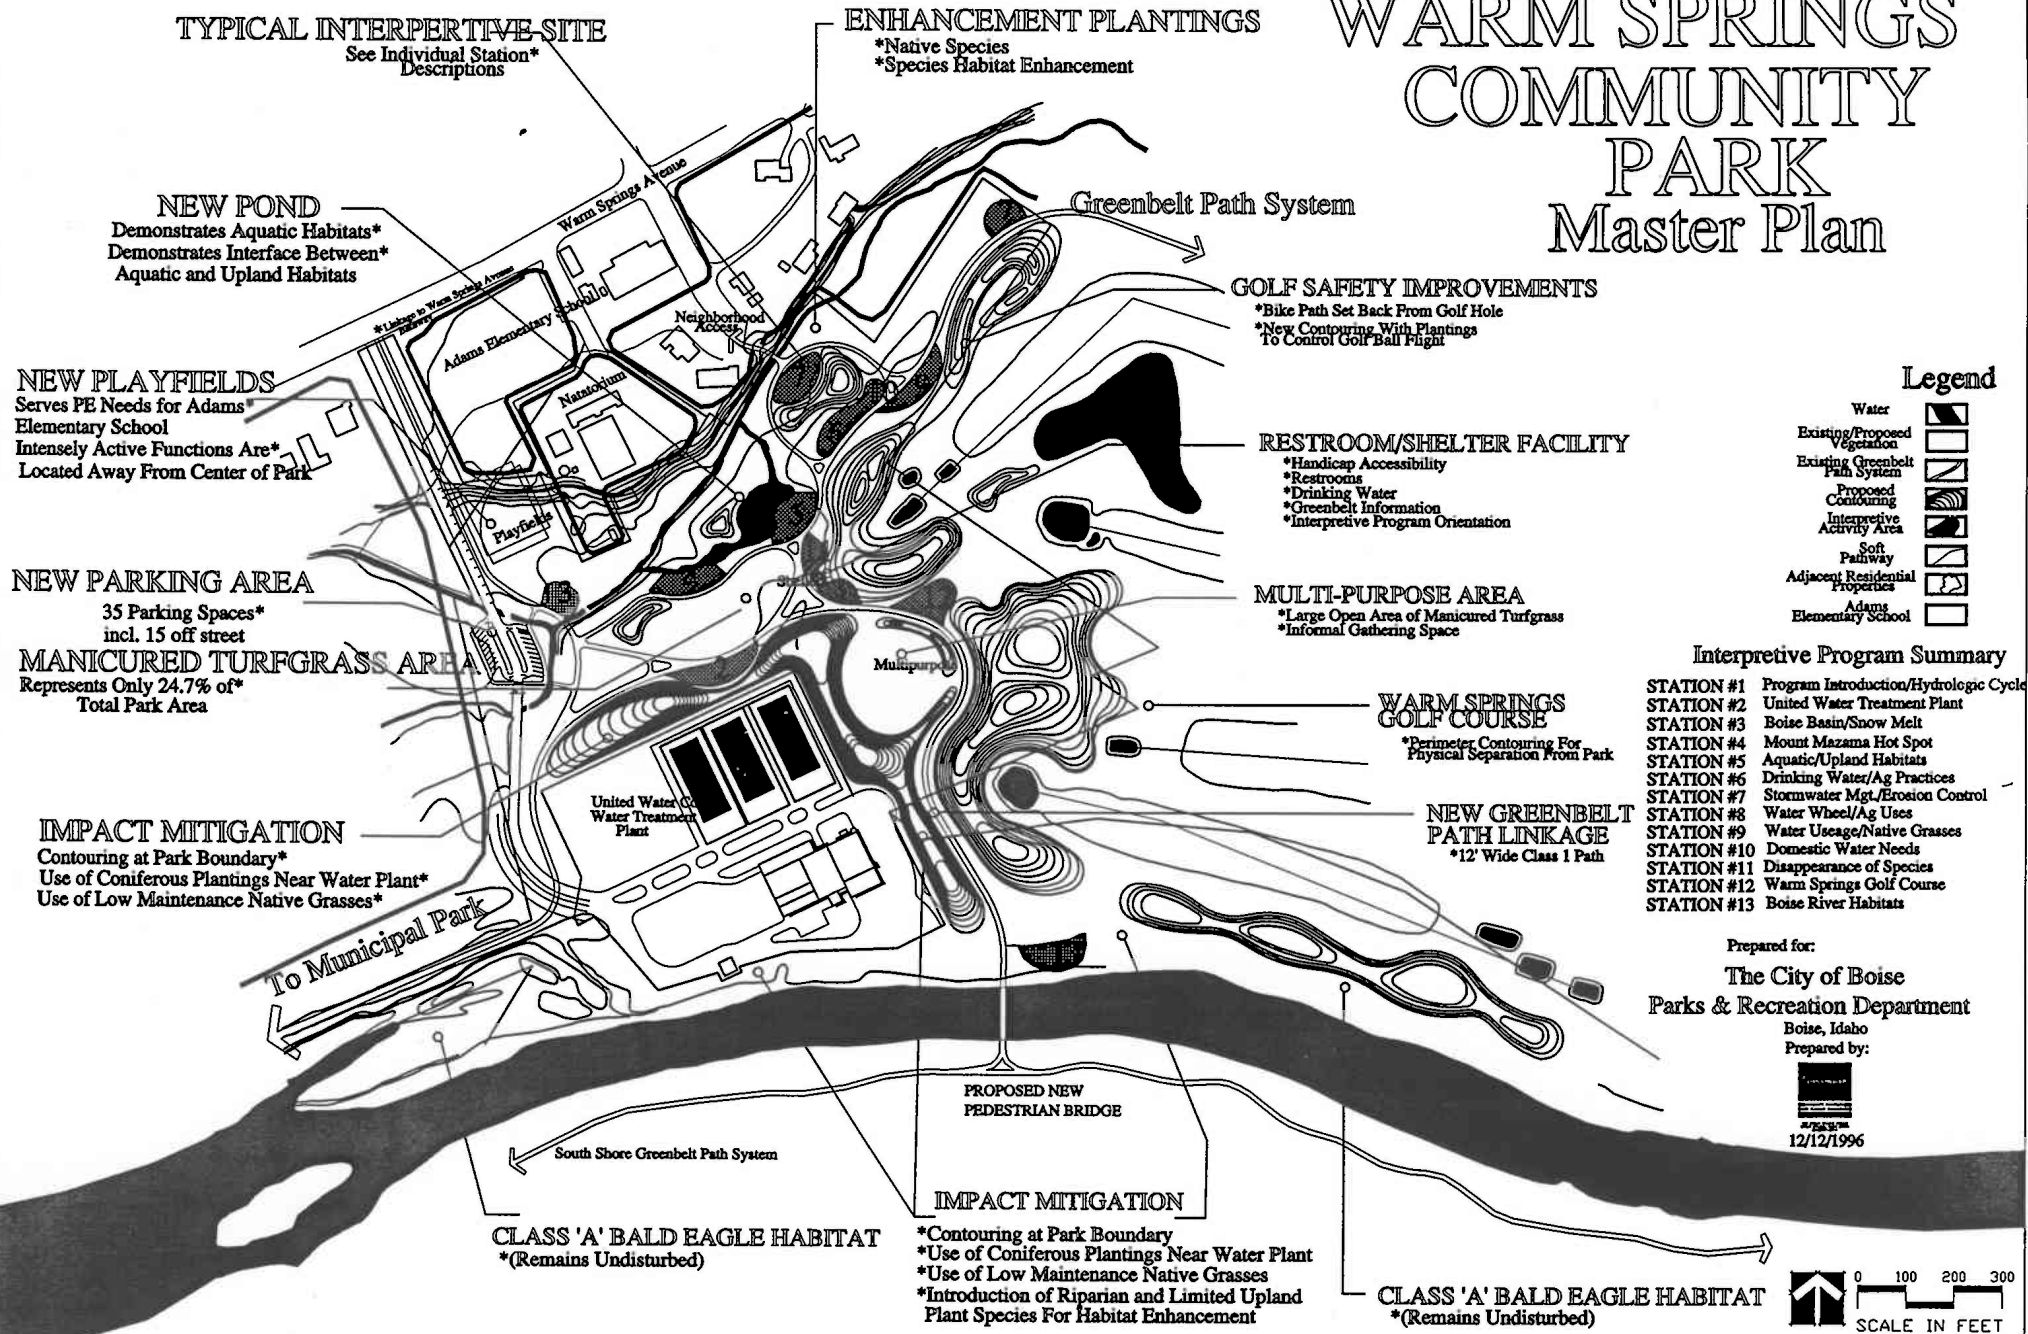 WARM SPRINGS
COMMUNITY
PARK
Master Plan
TYPICAL INTERPERTIVE SITE
See Individual Station*
Descriptions
ENHANCEMENT PLANTINGS
*Native Species
*Species Habitat Enhancement
NEW POND
Demonstrates Aquatic Habitats*
Demonstrates Interface Between*
Aquatic and Upland Habitats
NEW PLAYFIELDS
Serves PE Needs for Adams*
Elementary School
Intensely Active Functions Are*
Located Away From Center of Park
NEW PARKING AREA
35 Parking Spaces*
incl. 15 off street
MANICURED TURFGRASS AREA
Represents Only 24.7% of*
Total Park Area
IMPACT MITIGATION
Contouring at Park Boundary*
Use of Coniferous Plantings Near Water Plant*
Use of Low Maintenance Native Grasses*
To Municipal Park
Warm Springs Avenue
*Linkage to Warm Springs Avenue
Adams Elementary School
Natatorium
Neighborhood
Access
Playfields
Multipurpose
United Water Co
Water Treatment
Plant
Greenbelt Path System
GOLF SAFETY IMPROVEMENTS
*Bike Path Set Back From Golf Hole
*New Contouring With Plantings
To Control Golf Ball Flight
RESTROOM/SHELTER FACILITY
*Handicap Accessibility
*Restrooms
*Drinking Water
*Greenbelt Information
*Interpretive Program Orientation
MULTI-PURPOSE AREA
*Large Open Area of Manicured Turfgrass
*Informal Gathering Space
WARM SPRINGS
GOLF COURSE
*Perimeter Contouring For
Physical Separation From Park
NEW GREENBELT
PATH LINKAGE
*12' Wide Class 1 Path
PROPOSED NEW
PEDESTRIAN BRIDGE
South Shore Greenbelt Path System
CLASS 'A' BALD EAGLE HABITAT
*(Remains Undisturbed)
IMPACT MITIGATION
*Contouring at Park Boundary
*Use of Coniferous Plantings Near Water Plant
*Use of Low Maintenance Native Grasses
*Introduction of Riparian and Limited Upland
Plant Species For Habitat Enhancement
CLASS 'A' BALD EAGLE HABITAT
*(Remains Undisturbed)
Legend
Water
Existing/Proposed
Vegetation
Existing Greenbelt
Path System
Proposed
Contouring
Interpretive
Activity Area
Soft
Pathway
Adjacent Residential
Properties
Adams
Elementary School
Interpretive Program Summary
STATION #1 Program Introduction/Hydrologic Cycle
STATION #2 United Water Treatment Plant
STATION #3 Boise Basin/Snow Melt
STATION #4 Mount Mazama Hot Spot
STATION #5 Aquatic/Upland Habitats
STATION #6 Drinking Water/Ag Practices
STATION #7 Stormwater Mgt./Erosion Control
STATION #8 Water Wheel/Ag Uses
STATION #9 Water Useage/Native Grasses
STATION #10 Domestic Water Needs
STATION #11 Disappearance of Species
STATION #12 Warm Springs Golf Course
STATION #13 Boise River Habitats
Prepared for:
The City of Boise
Parks & Recreation Department
Boise, Idaho
Prepared by:
12/12/1996
0 100 200 300
SCALE IN FEET